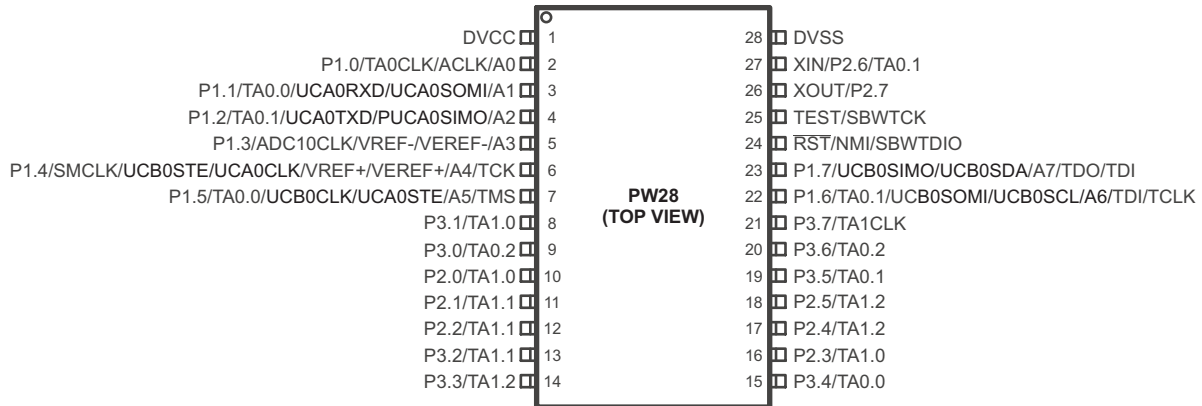 DVCC 1
P1.0/TA0CLK/ACLK/A0 2
P1.1/TA0.0/UCA0RXD/UCA0SOMI/A1 3
P1.2/TA0.1/UCA0TXD/PUCA0SIMO/A2 4
P1.3/ADC10CLK/VREF-/VEREF-/A3 5
P1.4/SMCLK/UCB0STE/UCA0CLK/VREF+/VEREF+/A4/TCK 6
P1.5/TA0.0/UCB0CLK/UCA0STE/A5/TMS 7
P3.1/TA1.0 8
P3.0/TA0.2 9
P2.0/TA1.0 10
P2.1/TA1.1 11
P2.2/TA1.1 12
P3.2/TA1.1 13
P3.3/TA1.2 14
PW28
(TOP VIEW)
28 DVSS
27 XIN/P2.6/TA0.1
26 XOUT/P2.7
25 TEST/SBWTCK
24 RST/NMI/SBWTDIO
23 P1.7/UCB0SIMO/UCB0SDA/A7/TDO/TDI
22 P1.6/TA0.1/UCB0SOMI/UCB0SCL/A6/TDI/TCLK
21 P3.7/TA1CLK
20 P3.6/TA0.2
19 P3.5/TA0.1
18 P2.5/TA1.2
17 P2.4/TA1.2
16 P2.3/TA1.0
15 P3.4/TA0.0